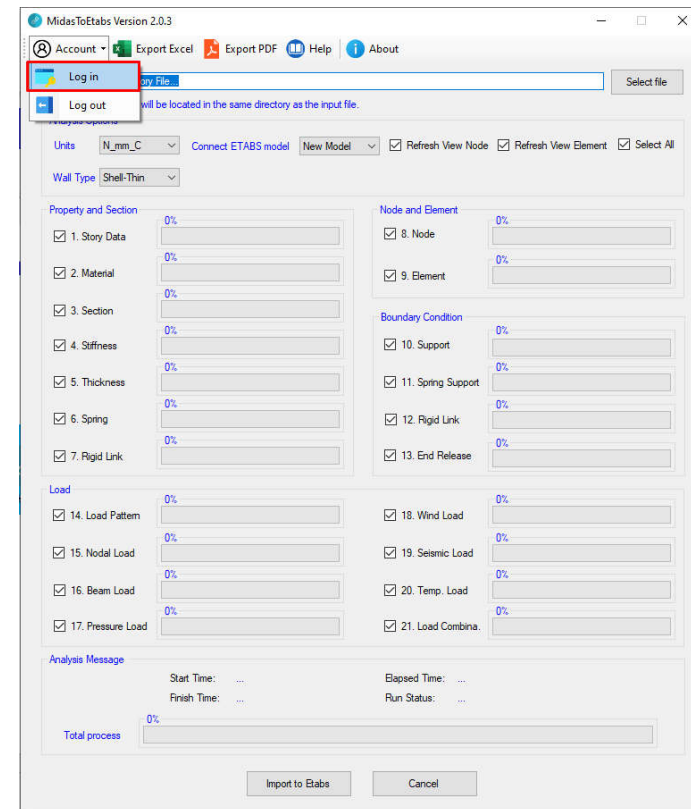 MidasToEtabs Version 2.0.3
Account Export Excel Export PDF Help About
Log in
ory File... Select file
Log out
will be located in the same directory as the input file.
Analysis Options
Units N_mm_C Connect ETABS model New Model Refresh View Node Refresh View Element Select All
Wall Type Shell-Thin
Property and Section
0%
1. Story Data
0%
2. Material
0%
3. Section
0%
4. Stiffness
0%
5. Thickness
0%
6. Spring
0%
7. Rigid Link
Node and Element
0%
8. Node
0%
9. Element
Boundary Condition
0%
10. Support
0%
11. Spring Support
0%
12. Rigid Link
0%
13. End Release
Load
0%
14. Load Pattern
0%
15. Nodal Load
0%
16. Beam Load
0%
17. Pressure Load
0%
18. Wind Load
0%
19. Seismic Load
0%
20. Temp. Load
0%
21. Load Combina.
Analysis Message
Start Time: ... Elapsed Time: ...
Finish Time: ... Run Status: ...
0%
Total process
Import to Etabs Cancel